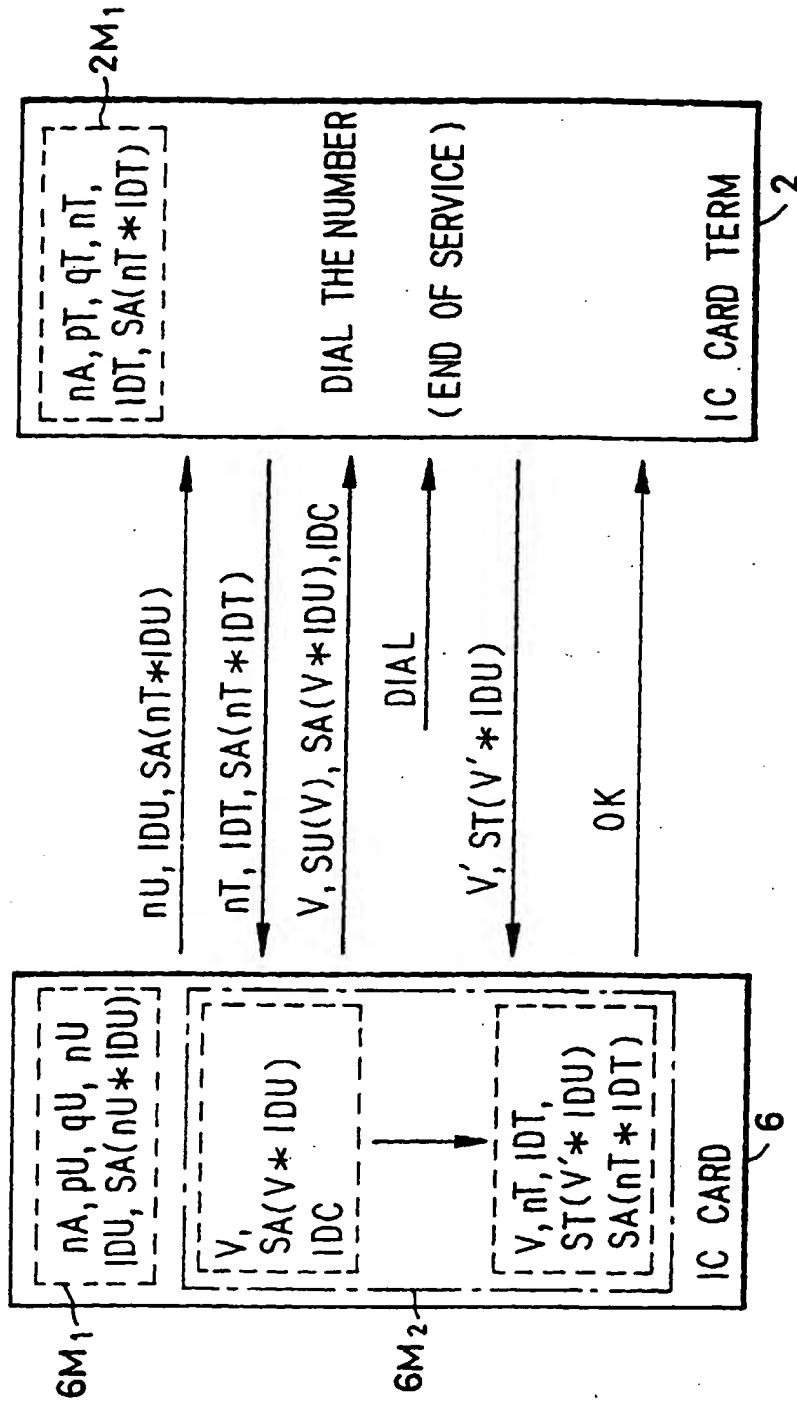 6M1
nA, pU, qU, nU
IDU, SA(nU*IDU)
6M2
V,
SA(V*IDU)
IDC
V, nT, IDT,
ST(V'*IDU)
SA(nT*IDT)
IC CARD
6
nU, IDU, SA(nT*IDU)
nT, IDT, SA(nT*IDT)
V, SU(V), SA(V*IDU), IDC
DIAL
V', ST(V'*IDU)
OK
2M1
nA, pT, qT, nT,
IDT, SA(nT*IDT)
DIAL THE NUMBER
(END OF SERVICE)
IC CARD TERM
2